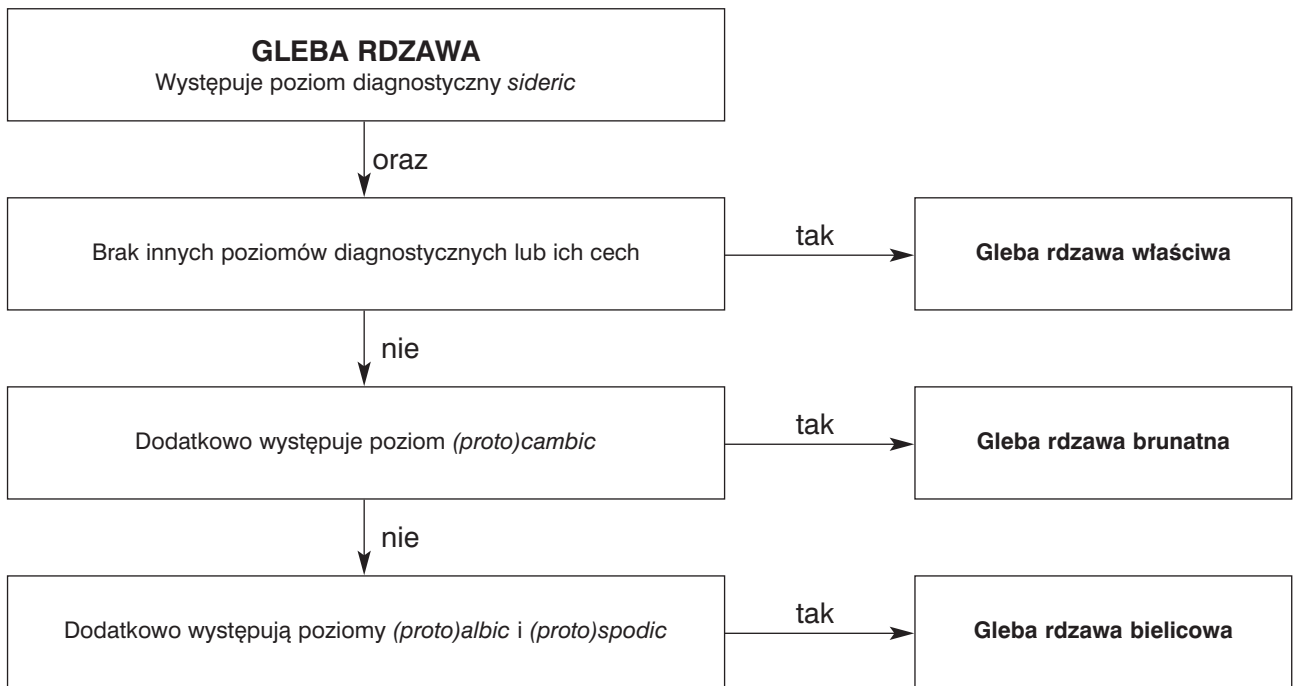 GLEBA RDZAWA
Występuje poziom diagnostyczny sideric
oraz
Brak innych poziomów diagnostycznych lub ich cech
tak
Gleba rdzawa właściwa
nie
Dodatkowo występuje poziom (proto)cambic
tak
Gleba rdzawa brunatna
nie
Dodatkowo występują poziomy (proto)albic i (proto)spodic
tak
Gleba rdzawa bielicowa